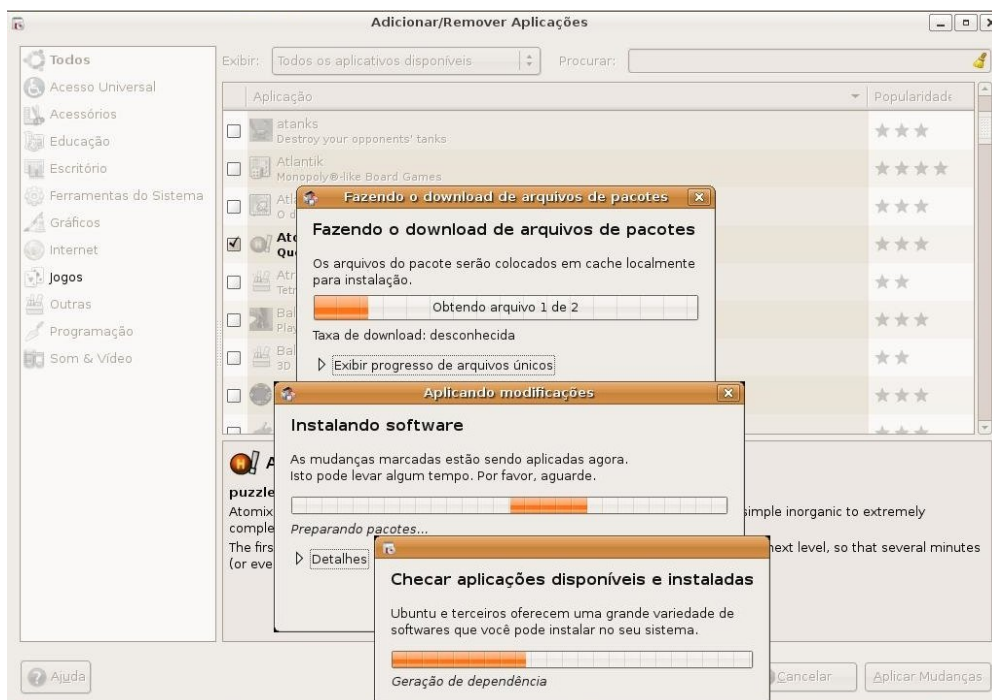 Adicionar/Remover Aplicações
Todos
Acesso Universal
Acessórios
Educação
Escritório
Ferramentas do Sistema
Gráficos
Internet
Jogos
Outras
Programação
Som & Vídeo
Exibir: Todos os aplicativos disponíveis Procurar:
Aplicação Popularidade
atanks
Destroy your opponents' tanks
Atlantik
Monopoly®-like Board Games
Fazendo o download de arquivos de pacotes
Fazendo o download de arquivos de pacotes
Os arquivos do pacote serão colocados em cache localmente
para instalação.
Obtendo arquivo 1 de 2
Taxa de download: desconhecida
Exibir progresso de arquivos únicos
Aplicando modificações
Instalando software
As mudanças marcadas estão sendo aplicadas agora.
Isto pode levar algum tempo. Por favor, aguarde.
Preparando pacotes...
Detalhes
Checar aplicações disponíveis e instaladas
Ubuntu e terceiros oferecem uma grande variedade de
softwares que você pode instalar no seu sistema.
Geração de dependência
puzzle
Atomix simple inorganic to extremely
The next level, so that several minutes
(or
Ajuda Cancelar Aplicar Mudanças